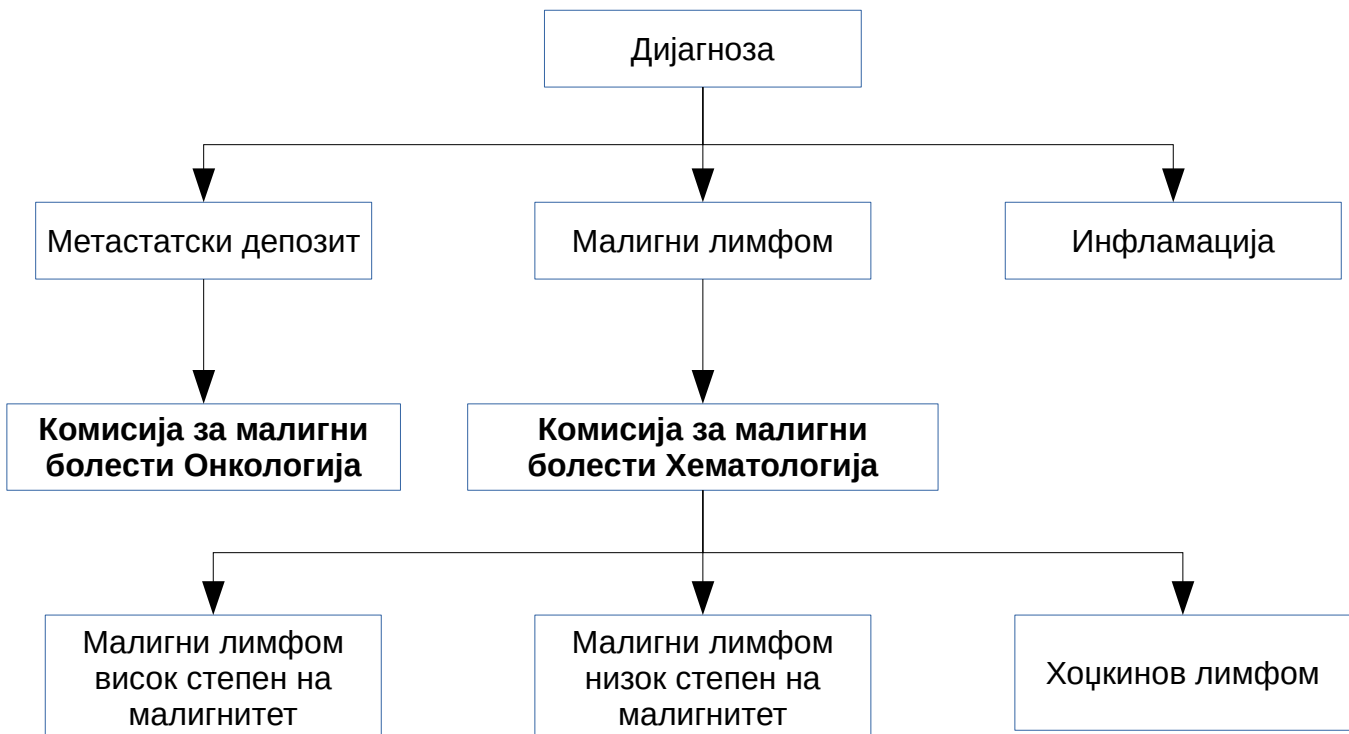 Дијагноза
Метастатски депозит
Малигни лимфом
Инфламација
Комисија за малигни
болести Онкологија
Комисија за малигни
болести Хематологија
Малигни лимфом
висок степен на
малигнитет
Малигни лимфом
низок степен на
малигнитет
Хоџкинов лимфом